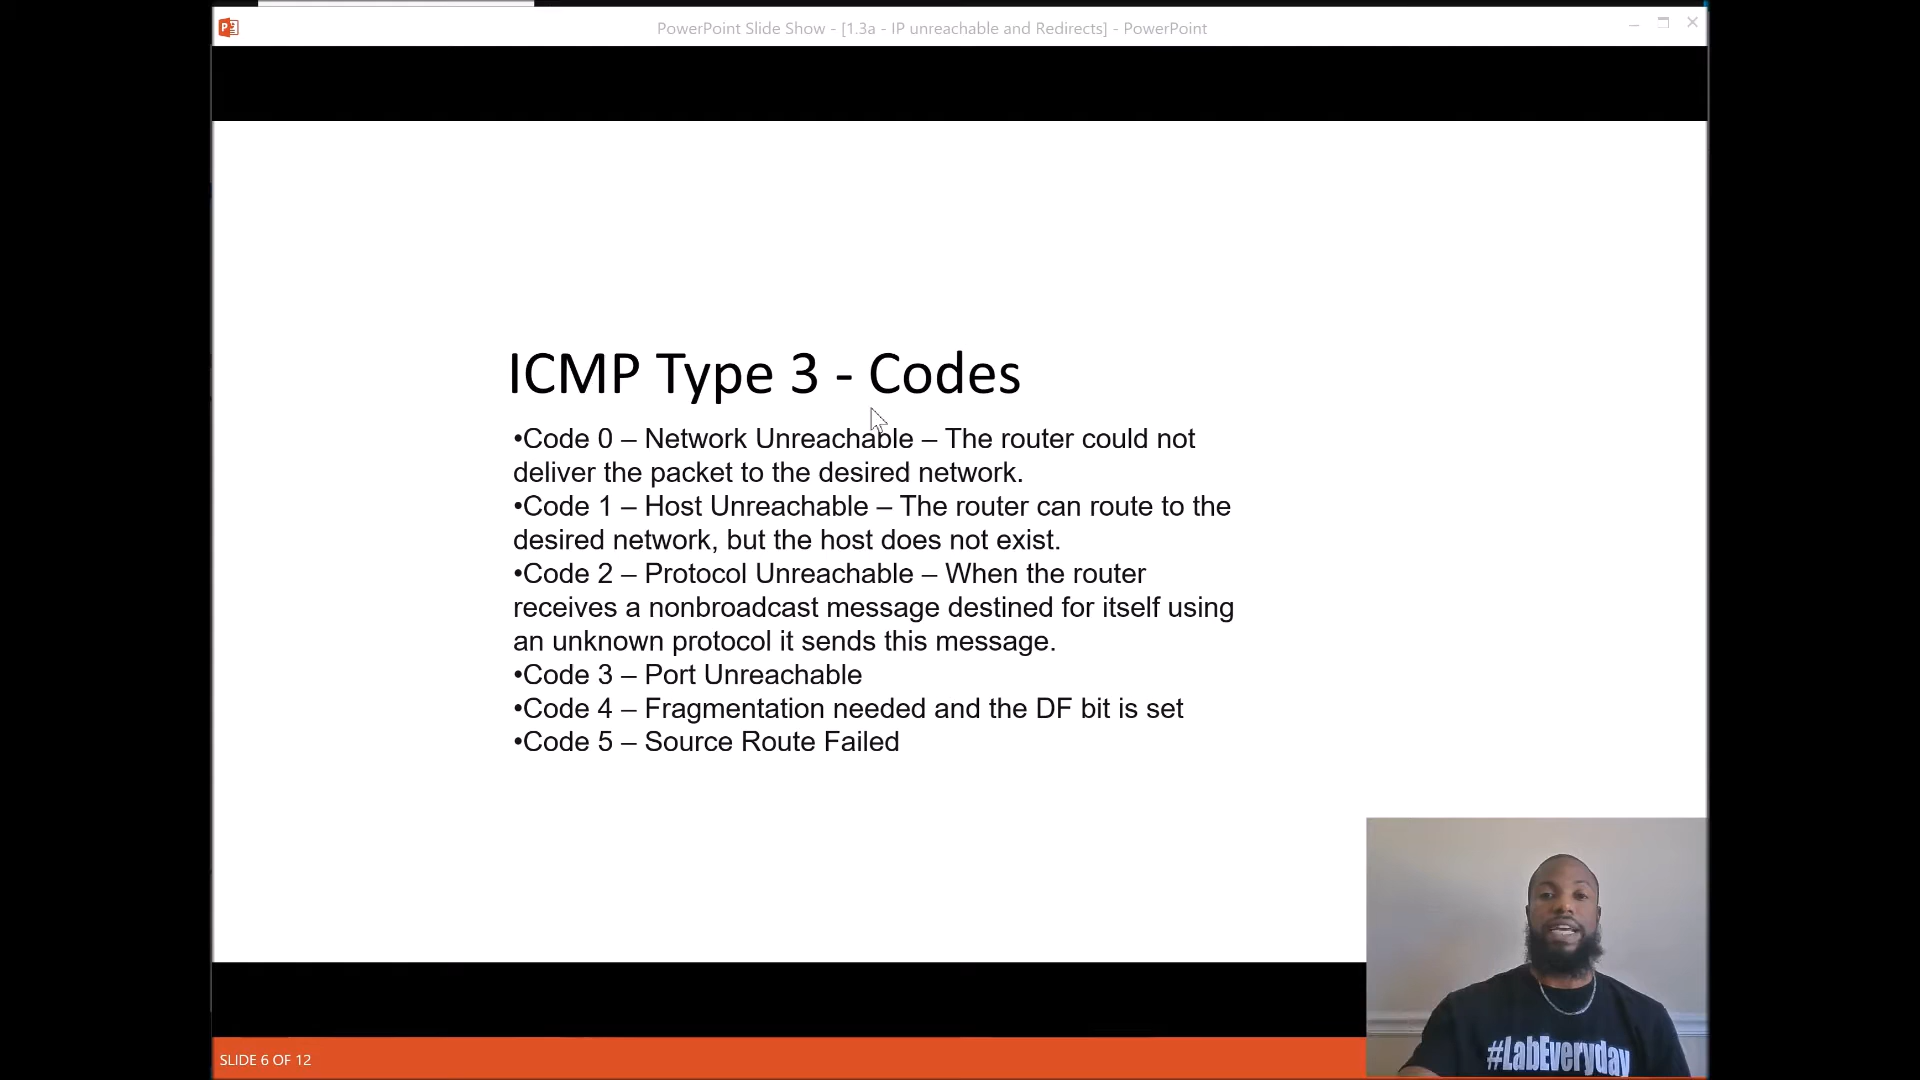 PowerPoint Slide Show - [1.3a - IP unreachable and Redirects] - PowerPoint
ICMP Type 3 - Codes
•Code 0 – Network Unreachable – The router could not
deliver the packet to the desired network.
•Code 1 – Host Unreachable – The router can route to the
desired network, but the host does not exist.
•Code 2 – Protocol Unreachable – When the router
receives a nonbroadcast message destined for itself using
an unknown protocol it sends this message.
•Code 3 – Port Unreachable
•Code 4 – Fragmentation needed and the DF bit is set
•Code 5 – Source Route Failed
#LabEveryday
SLIDE 6 OF 12